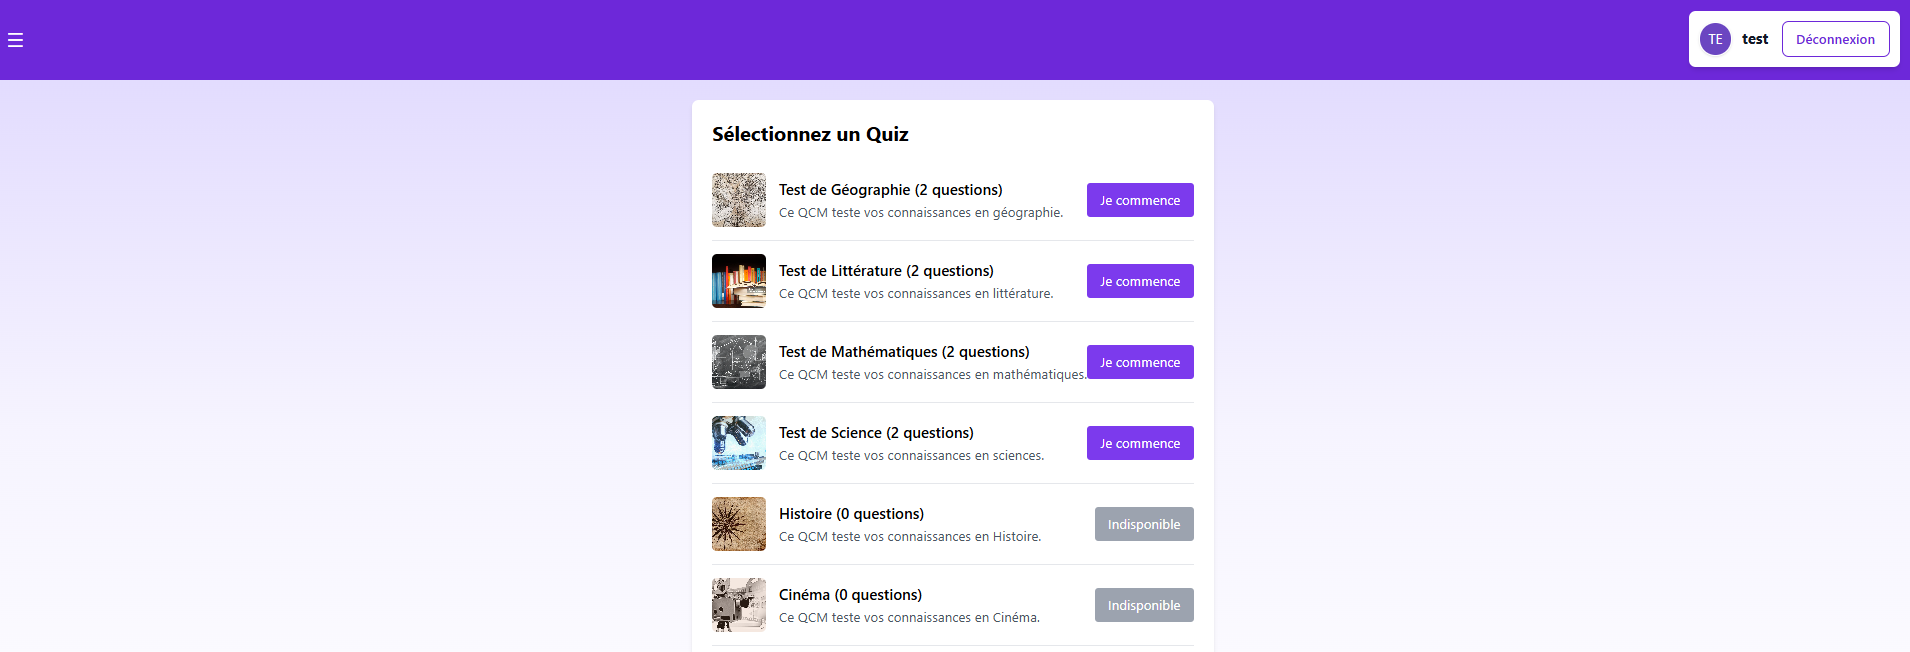 ☰
TE test Déconnexion
Sélectionnez un Quiz
Test de Géographie (2 questions)
Ce QCM teste vos connaissances en géographie.
Je commence
Test de Littérature (2 questions)
Ce QCM teste vos connaissances en littérature.
Je commence
Test de Mathématiques (2 questions)
Ce QCM teste vos connaissances en mathématiques.
Je commence
Test de Science (2 questions)
Ce QCM teste vos connaissances en sciences.
Je commence
Histoire (0 questions)
Ce QCM teste vos connaissances en Histoire.
Indisponible
Cinéma (0 questions)
Ce QCM teste vos connaissances en Cinéma.
Indisponible